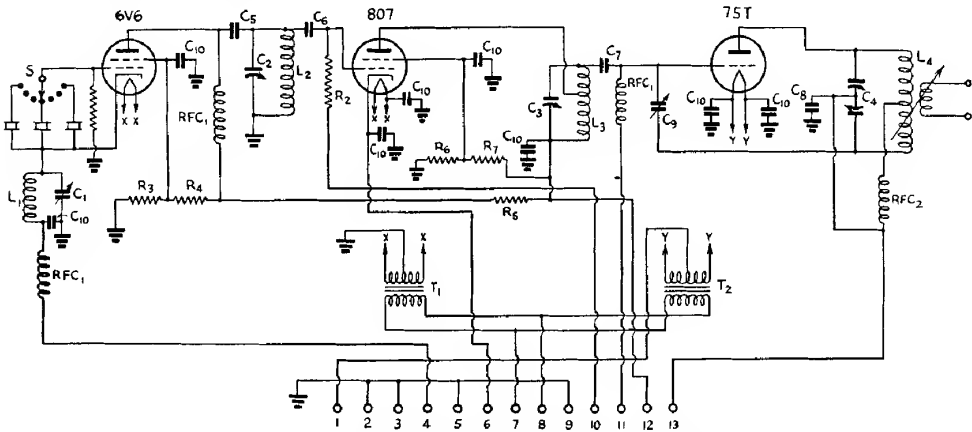 6V6
807
75T
S
C5
C6
C10
C2
L2
R2
C10
C10
C10
C7
RFC1
C3
L3
C9
C10
C10
C8
C4
L4
RFC1
X X
Y Y
L1
C1
C10
RFC1
R3 R4
R6 R7
C10
R5
RFC2
X X
T1
Y Y
T2
1 2 3 4 5 6 7 8 9 10 11 12 13